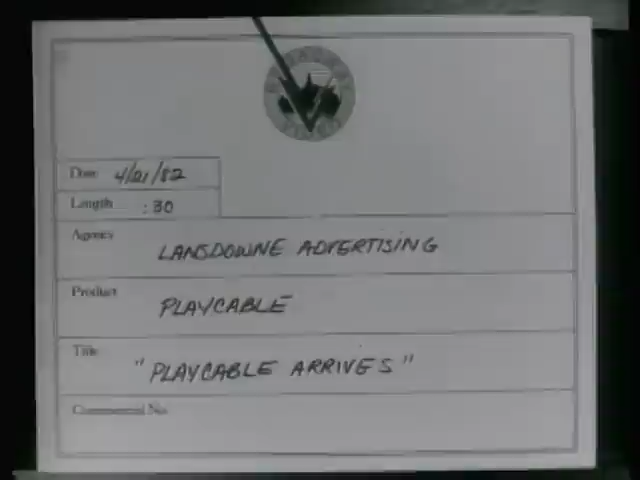 Date 4/21/82
Length :30
Agency LANSDOWNE ADVERTISING
Product PLAYCABLE
Title "PLAYCABLE ARRIVES"
Commercial No.